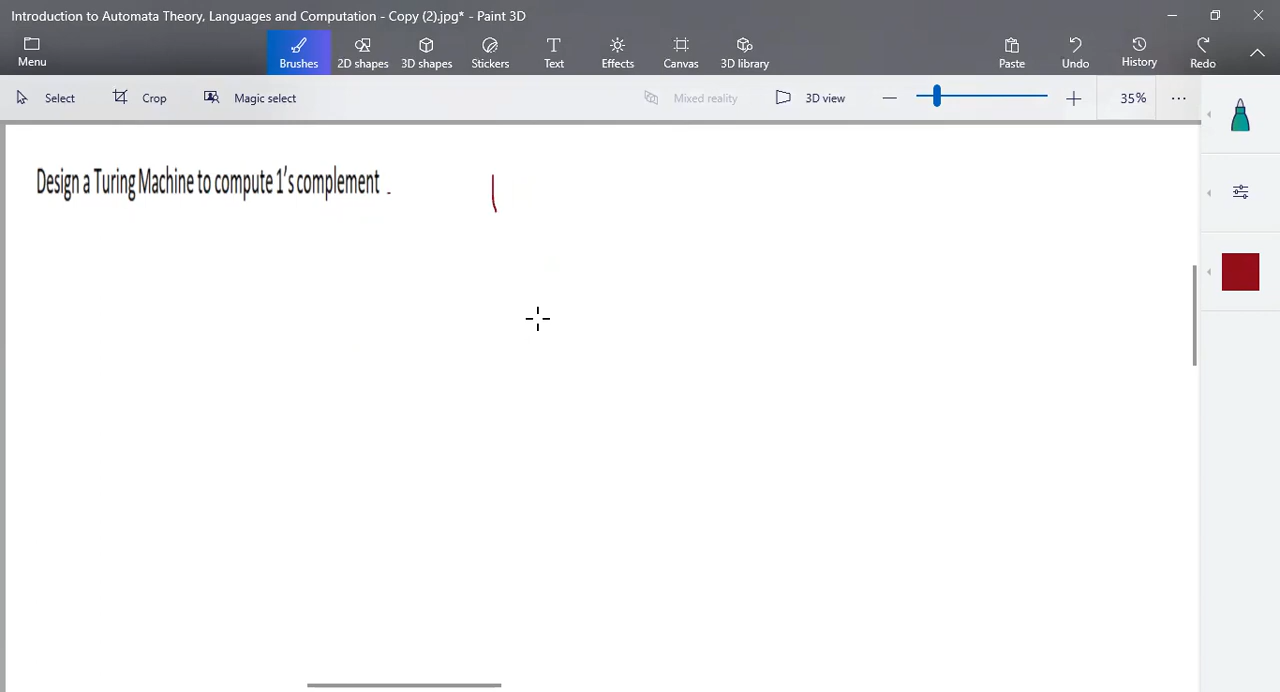 Introduction to Automata Theory, Languages and Computation - Copy (2).jpg* - Paint 3D
Menu Brushes 2D shapes 3D shapes Stickers Text Effects Canvas 3D library Paste Undo History Redo
Select Crop Magic select Mixed reality 3D view 35%
Design a Turing Machine to compute 1's complement .